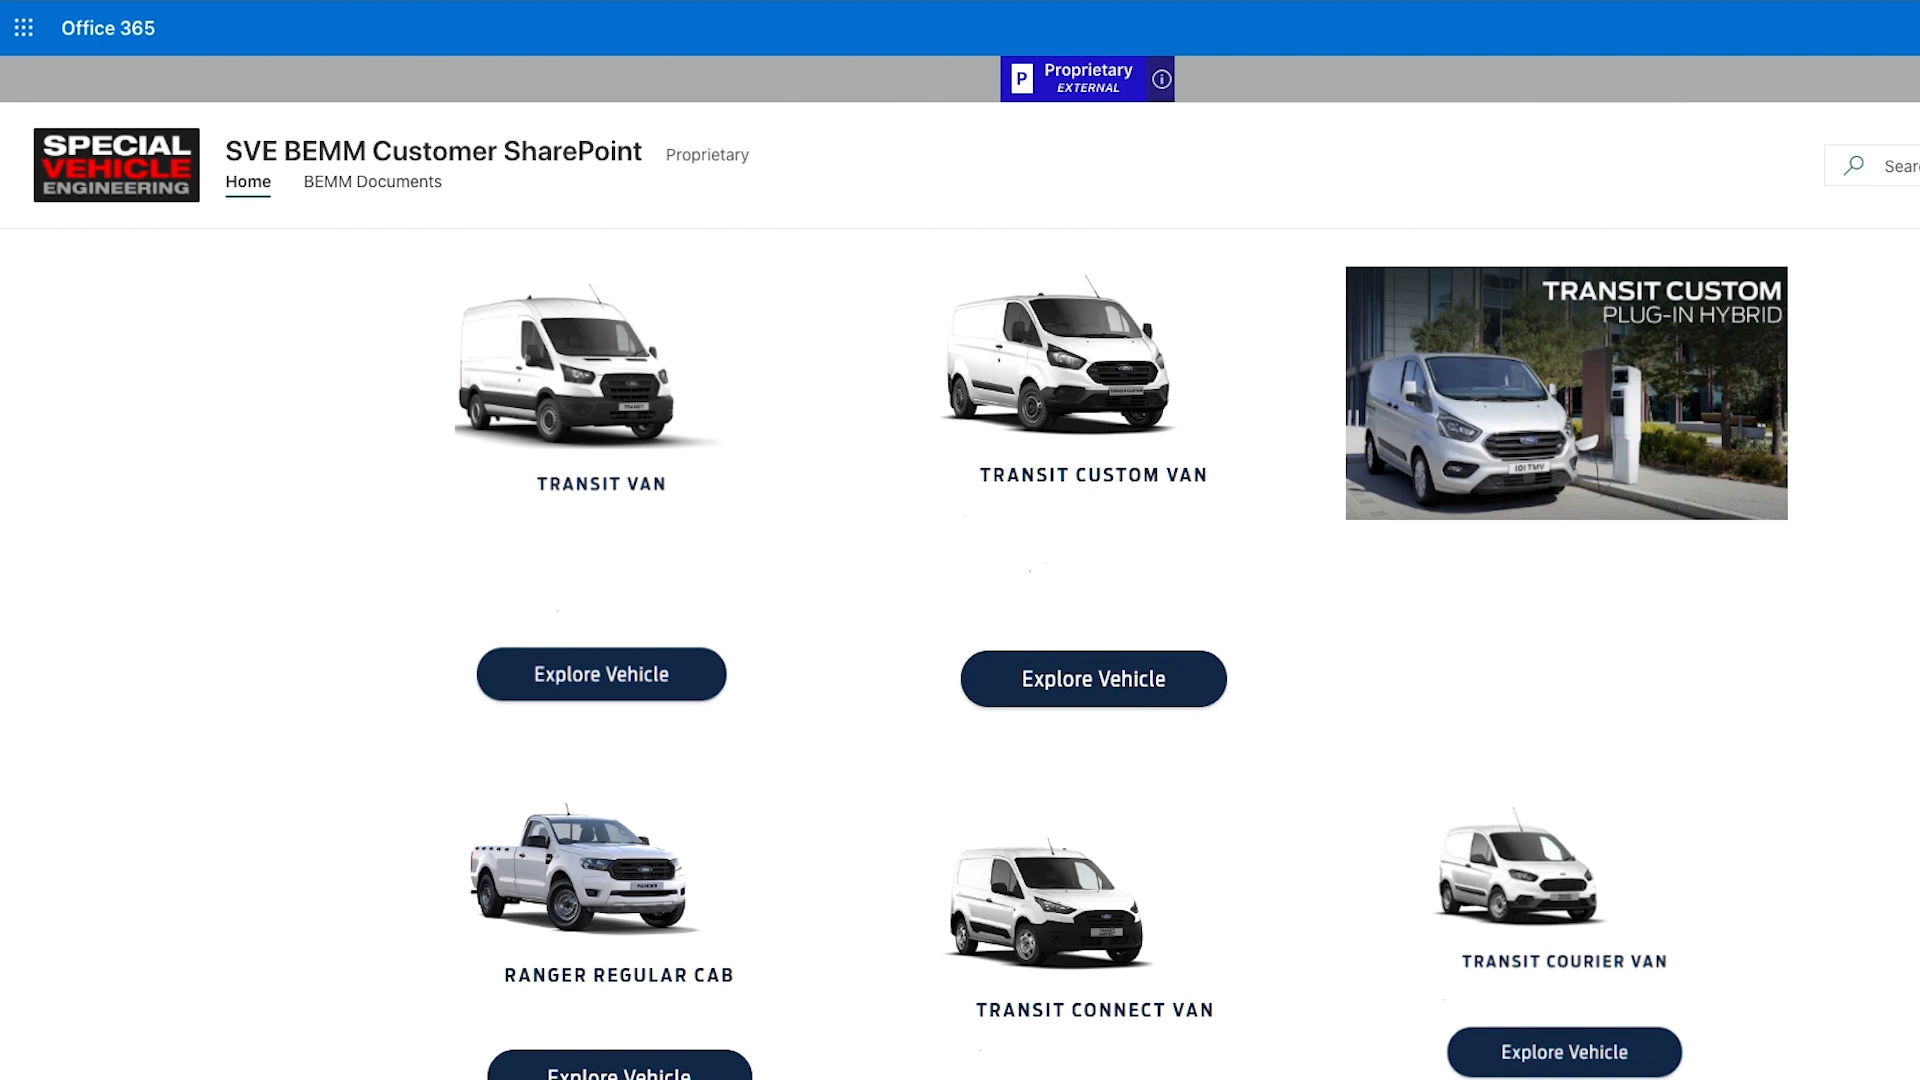 Office 365
P Proprietary
EXTERNAL
SPECIAL
VEHICLE
ENGINEERING
SVE BEMM Customer SharePoint Proprietary
Home BEMM Documents
TRANSIT CUSTOM
PLUG-IN HYBRID
101 TMV
TRANSIT VAN
TRANSIT CUSTOM VAN
Explore Vehicle
Explore Vehicle
RANGER REGULAR CAB
TRANSIT CONNECT VAN
TRANSIT COURIER VAN
Explore Vehicle
Explore Vehicle